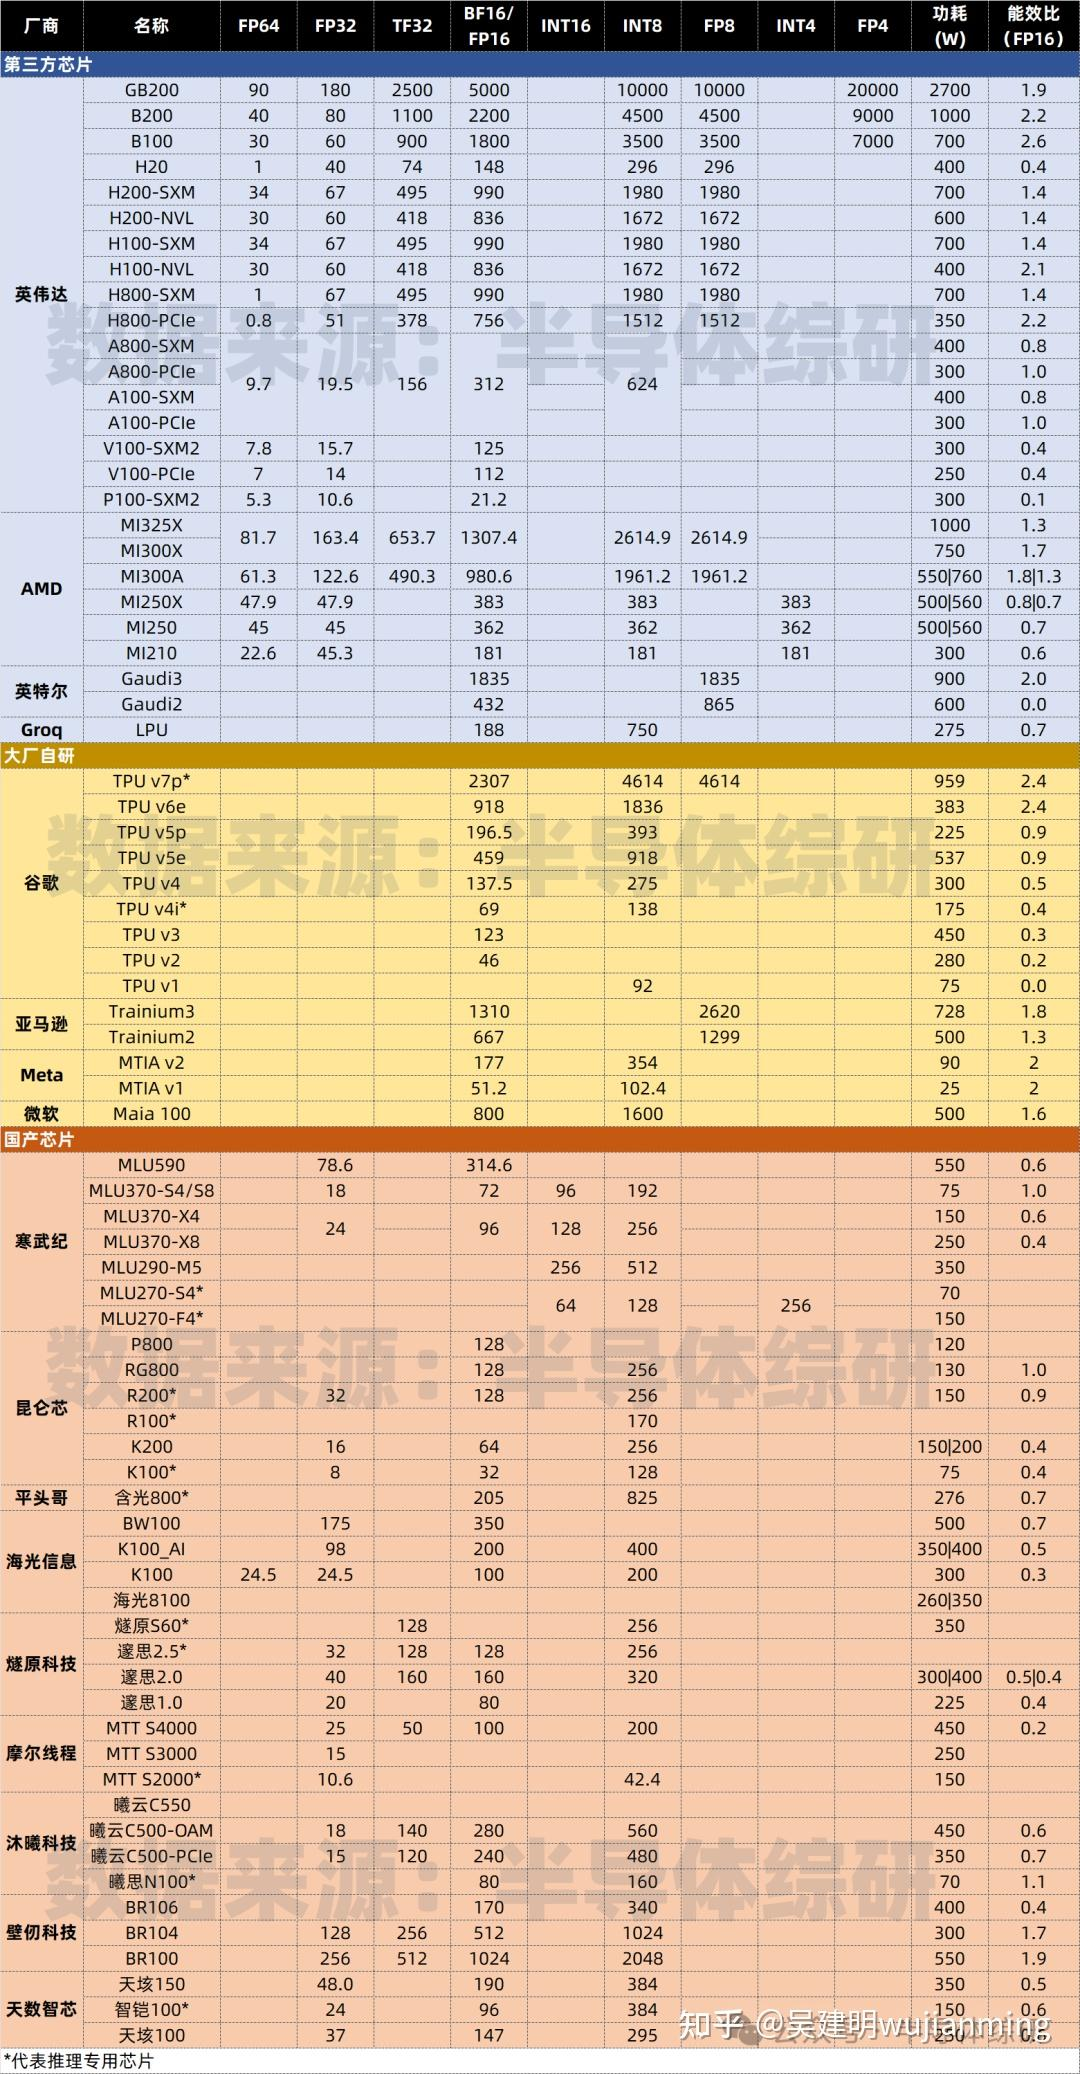 厂商 名称 FP64 FP32 TF32 BF16/FP16 INT16 INT8 FP8 INT4 FP4 功耗(W) 能效比(FP16)
第三方芯片
英伟达
GB200 90 180 2500 5000 10000 10000 20000 2700 1.9
B200 40 80 1100 2200 4500 4500 9000 1000 2.2
B100 30 60 900 1800 3500 3500 7000 700 2.6
H20 1 40 74 148 296 296 400 0.4
H200-SXM 34 67 495 990 1980 1980 700 1.4
H200-NVL 30 60 418 836 1672 1672 600 1.4
H100-SXM 34 67 495 990 1980 1980 700 1.4
H100-NVL 30 60 418 836 1672 1672 400 2.1
H800-SXM 1 67 495 990 1980 1980 700 1.4
H800-PCIe 0.8 51 378 756 1512 1512 350 2.2
A800-SXM 400 0.8
A800-PCIe 300 1.0
9.7 19.5 156 312 624
A100-SXM 400 0.8
A100-PCIe 300 1.0
V100-SXM2 7.8 15.7 125 300 0.4
V100-PCIe 7 14 112 250 0.4
P100-SXM2 5.3 10.6 21.2 300 0.1
AMD
MI325X 1000 1.3
81.7 163.4 653.7 1307.4 2614.9 2614.9
MI300X 750 1.7
MI300A 61.3 122.6 490.3 980.6 1961.2 1961.2 550|760 1.8|1.3
MI250X 47.9 47.9 383 383 383 500|560 0.8|0.7
MI250 45 45 362 362 362 500|560 0.7
MI210 22.6 45.3 181 181 181 300 0.6
英特尔
Gaudi3 1835 1835 900 2.0
Gaudi2 432 865 600 0.0
Groq LPU 188 750 275 0.7
大厂自研
谷歌
TPU v7p* 2307 4614 4614 959 2.4
TPU v6e 918 1836 383 2.4
TPU v5p 196.5 393 225 0.9
TPU v5e 459 918 537 0.9
TPU v4 137.5 275 300 0.5
TPU v4i* 69 138 175 0.4
TPU v3 123 450 0.3
TPU v2 46 280 0.2
TPU v1 92 75 0.0
亚马逊
Trainium3 1310 2620 728 1.8
Trainium2 667 1299 500 1.3
Meta
MTIA v2 177 354 90 2
MTIA v1 51.2 102.4 25 2
微软 Maia 100 800 1600 500 1.6
国产芯片
寒武纪
MLU590 78.6 314.6 550 0.6
MLU370-S4/S8 18 72 96 192 75 1.0
MLU370-X4 150 0.6
24 96 128 256
MLU370-X8 250 0.4
MLU290-M5 256 512 350
MLU270-S4* 70
64 128 256
MLU270-F4* 150
昆仑芯
P800 128 120
RG800 128 256 130 1.0
R200* 32 128 256 150 0.9
R100* 170
K200 16 64 256 150|200 0.4
K100* 8 32 128 75 0.4
平头哥 含光800* 205 825 276 0.7
海光信息
BW100 175 350 500 0.7
K100_AI 98 200 400 350|400 0.5
K100 24.5 24.5 100 200 300 0.3
海光8100 260|350
燧原科技
燧原S60* 128 256 350
邃思2.5* 32 128 128 256
邃思2.0 40 160 160 320 300|400 0.5|0.4
邃思1.0 20 80 225 0.4
摩尔线程
MTT S4000 25 50 100 200 450 0.2
MTT S3000 15 250
MTT S2000* 10.6 42.4 150
沐曦科技
曦云C550
曦云C500-OAM 18 140 280 560 450 0.6
曦云C500-PCIe 15 120 240 480 350 0.7
曦思N100* 80 160 70 1.1
壁仞科技
BR106 170 340 400 0.4
BR104 128 256 512 1024 300 1.7
BR100 256 512 1024 2048 550 1.9
天数智芯
天垓150 48.0 190 384 350 0.5
智铠100* 24 96 384 150 0.6
天垓100 37 147 295 250
*代表推理专用芯片
数据来源：半导体综研
数据来源：半导体综研
数据来源：半导体综研
数据来源：半导体综研
知乎 @吴建明wujianming